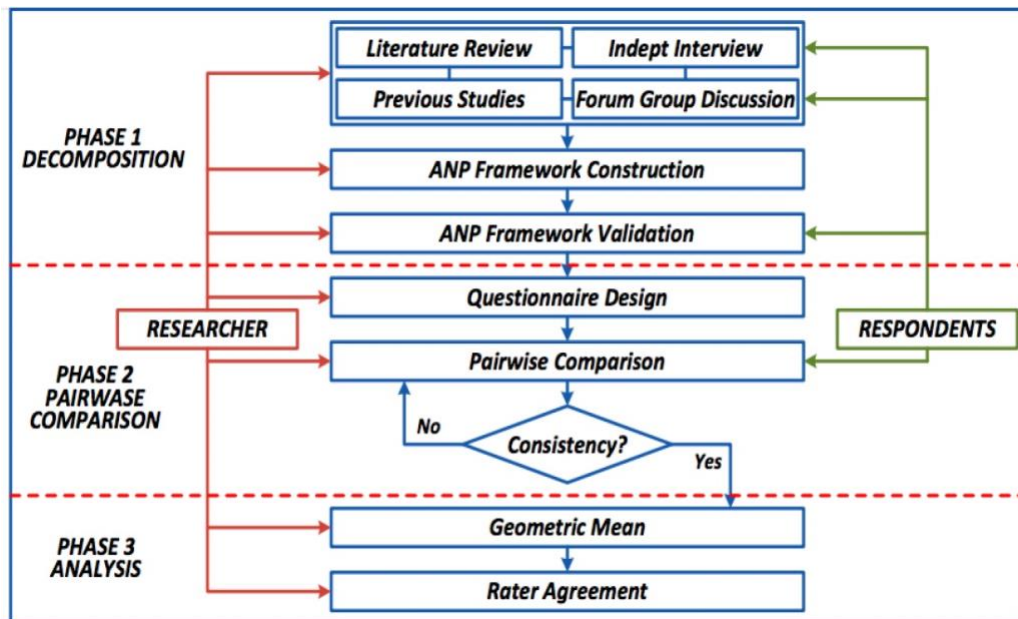 Literature Review
Indept Interview
Previous Studies
Forum Group Discussion
PHASE 1
DECOMPOSITION
ANP Framework Construction
ANP Framework Validation
Questionnaire Design
RESEARCHER
RESPONDENTS
Pairwise Comparison
PHASE 2
PAIRWASE
COMPARISON
No
Consistency?
Yes
Geometric Mean
PHASE 3
ANALYSIS
Rater Agreement